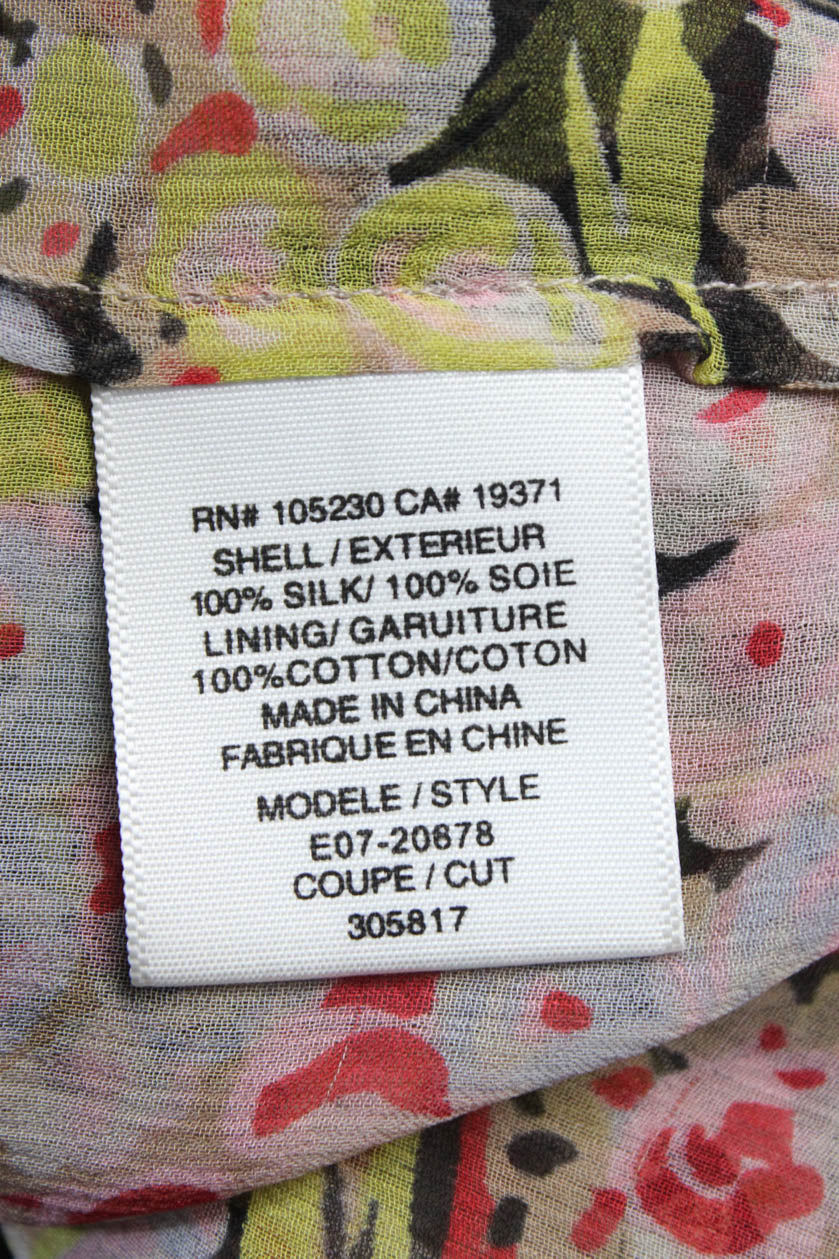 RN# 105230 CA# 19371
SHELL / EXTERIEUR
100% SILK/ 100% SOIE
LINING/ GARUITURE
100%COTTON/COTON
MADE IN CHINA
FABRIQUE EN CHINE
MODELE / STYLE
E07-20678
COUPE / CUT
305817